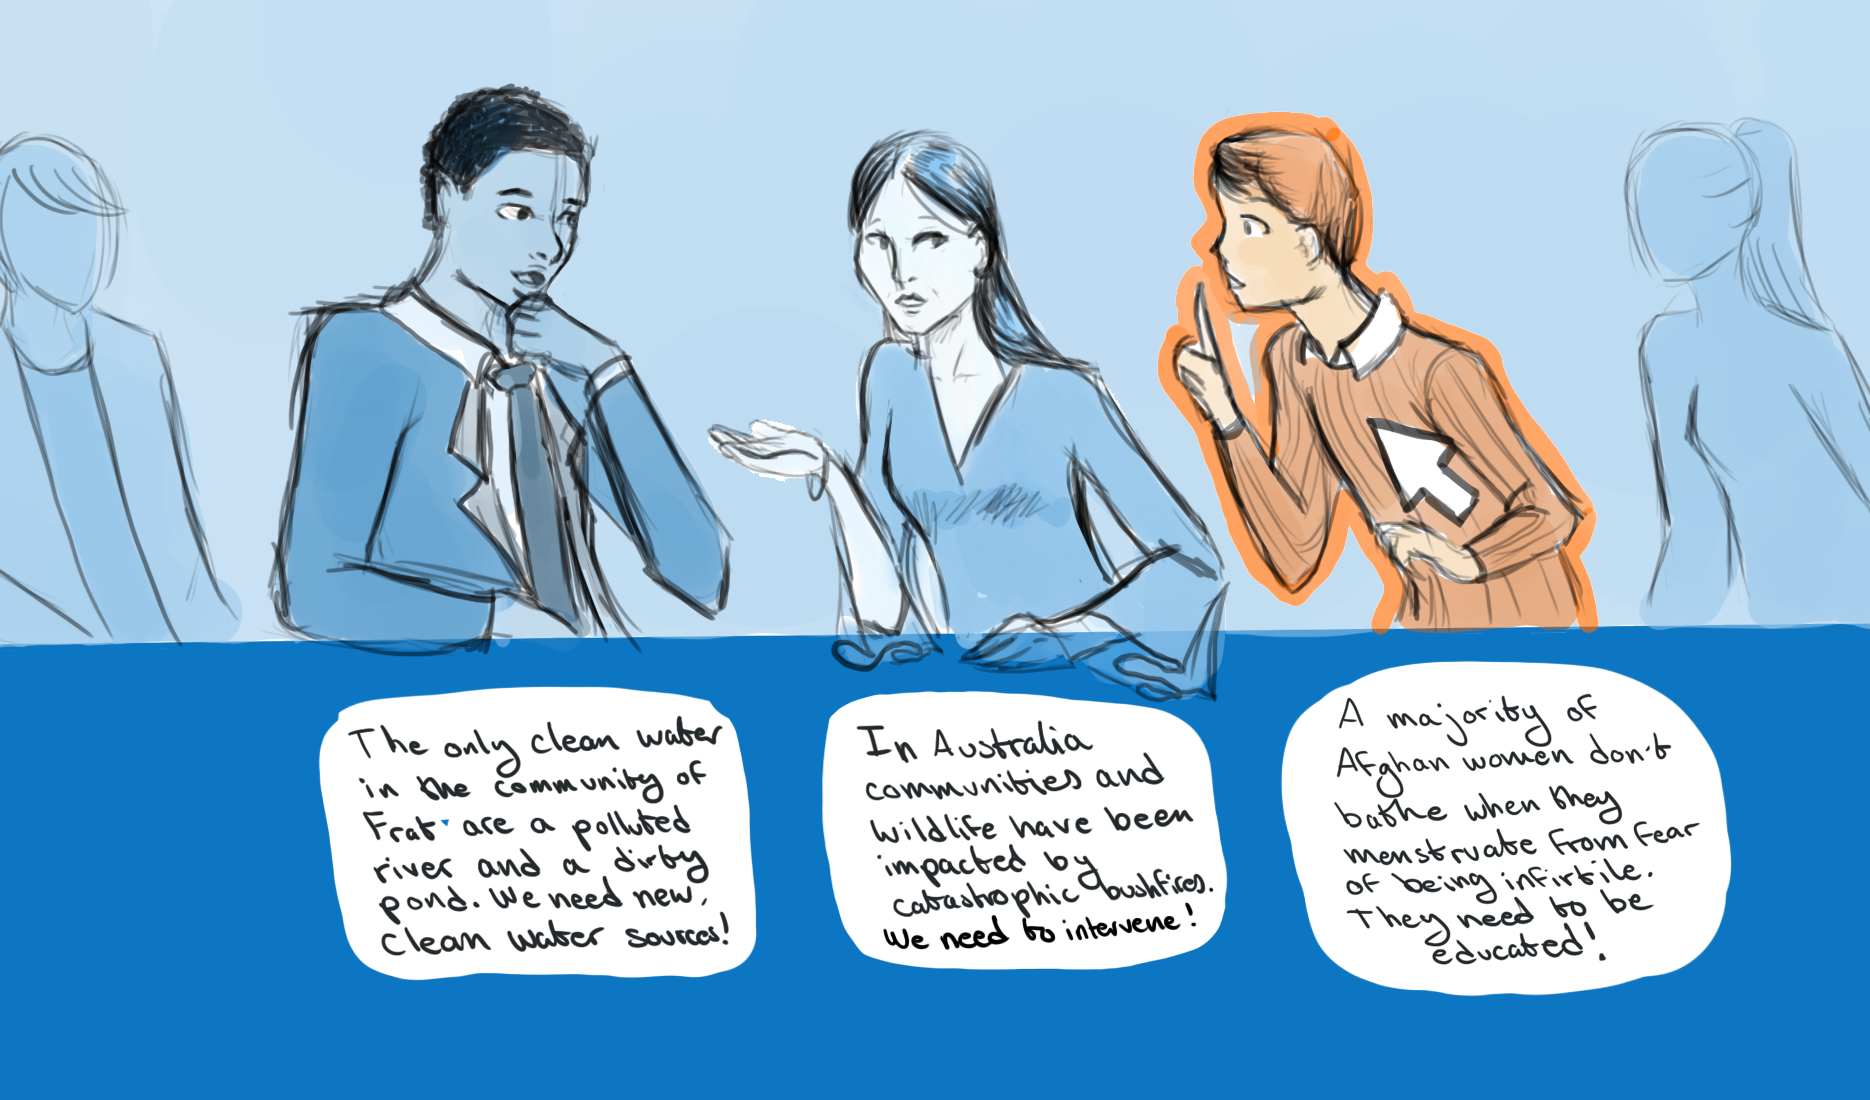 The only clean water
in the community of
Frat are a polluted
river and a dirty
pond. We need new,
clean water sources!
In Australia
communities and
wildlife have been
impacted by
catastrophic bushfires.
We need to intervene!
A majority of
Afghan women don't
bathe when they
menstruate from fear
of being infirtile.
They need to be
educated!